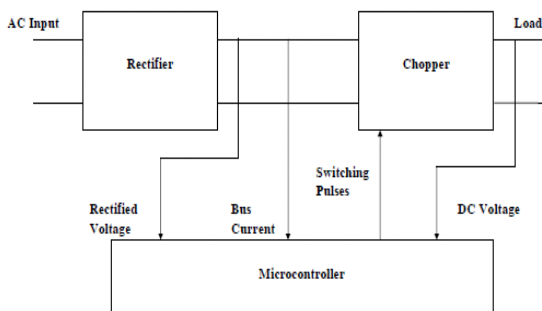 AC Input
Load
Rectifier
Chopper
Switching
Pulses
Rectified
Voltage
Bus
Current
DC Voltage
Microcontroller